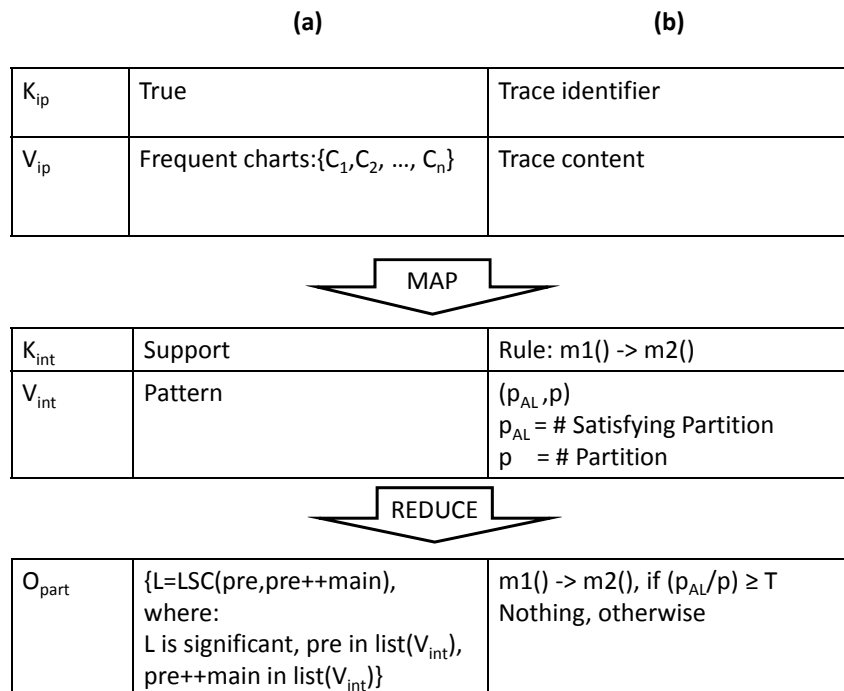 (a) (b)
K_ip True Trace identifier
V_ip Frequent charts:{C_1,C_2, ..., C_n} Trace content
MAP
K_int Support Rule: m1() -> m2()
V_int Pattern (p_AL ,p)
p_AL = # Satisfying Partition
p = # Partition
REDUCE
O_part {L=LSC(pre,pre++main), m1() -> m2(), if (p_AL/p) ≥ T
where: Nothing, otherwise
L is significant, pre in list(V_int),
pre++main in list(V_int)}